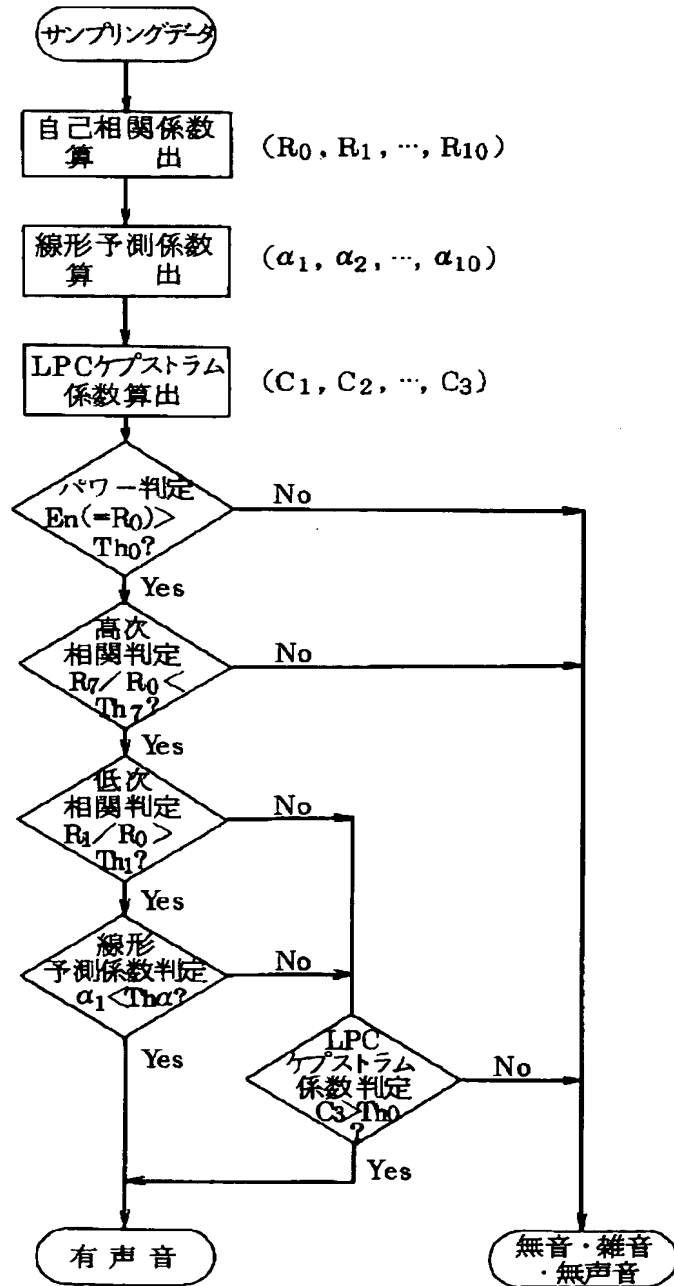 サンプリングデータ
自己相関係数
算出
(R₀, R₁, …, R₁₀)
線形予測係数
算出
(α₁, α₂, …, α₁₀)
LPCケプストラム
係数算出
(C₁, C₂, …, C₃)
パワー判定
En(=R₀)>
Th₀?
No
Yes
高次
相関判定
R₇／R₀<
Th₇?
No
Yes
低次
相関判定
R₁／R₀>
Th₁?
No
Yes
線形
予測係数判定
α₁<Thα?
No
Yes
LPC
ケプストラム
係数判定
C₃>Th₀
?
No
Yes
有声音
無音・雑音
・無声音